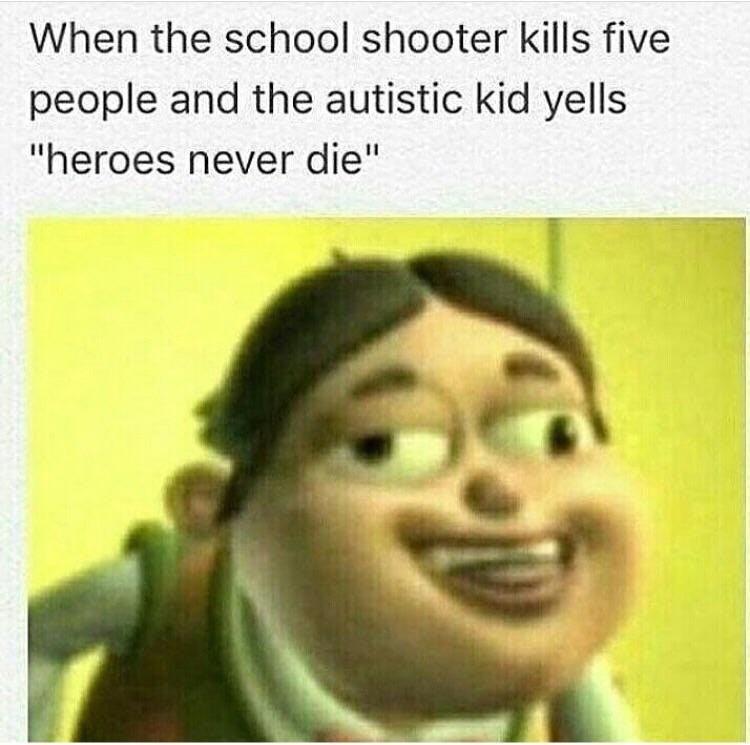 When the school shooter kills five
people and the autistic kid yells
"heroes never die"